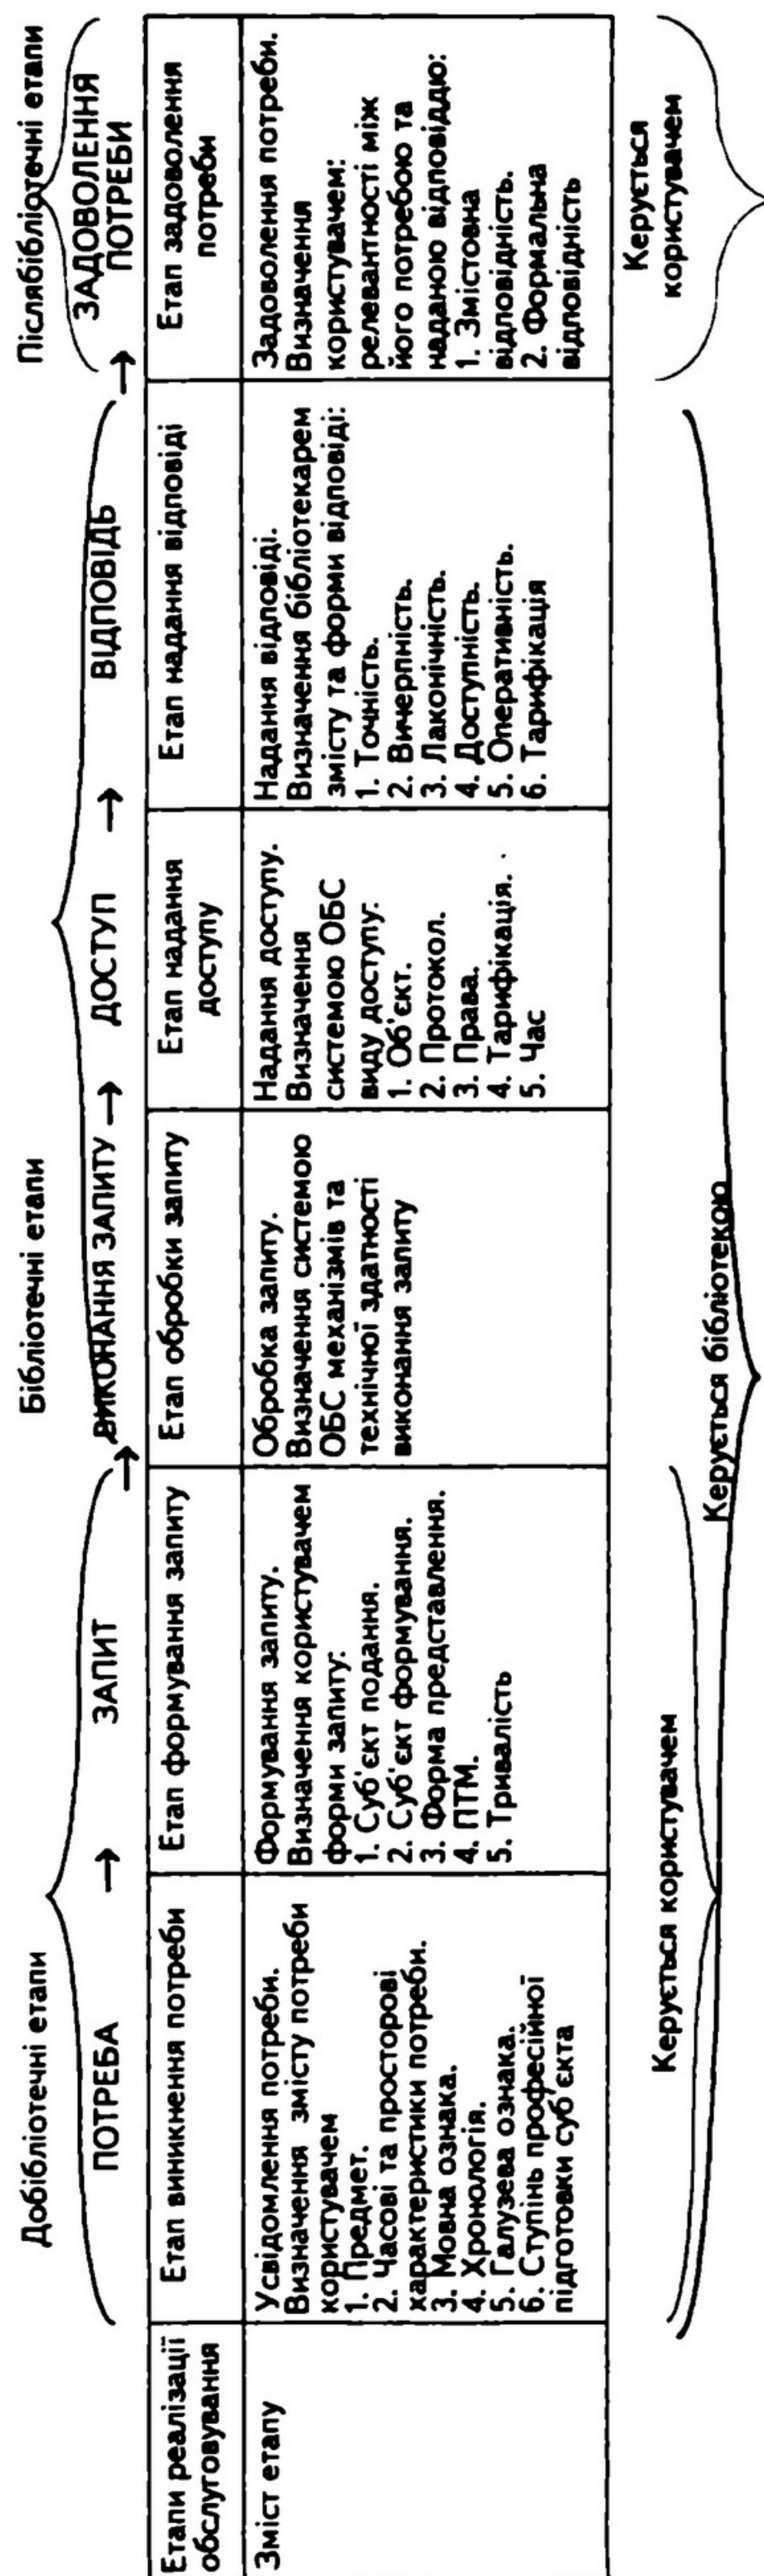 Добібліотечні етапи
Бібліотечні етапи
Післябібліотечні етапи
ПОТРЕБА → ЗАПИТ → ВИКОНАННЯ ЗАПИТУ → ДОСТУП → ВІДПОВІДЬ → ЗАДОВОЛЕННЯ
ПОТРЕБИ
Етапи реалізації
обслуговування
Етап виникнення потреби
Етап формування запиту
Етап обробки запиту
Етап надання
доступу
Етап надання відповіді
Етап задоволення
потреби
Зміст етапу
Усвідомлення потреби.
Визначення змісту потреби
користувачем
1. Предмет.
2. Часові та просторові
характеристики потреби.
3. Мовна ознака.
4. Хронологія.
5. Галузева ознака.
6. Ступінь професійної
підготовки суб'єкта
Формування запиту.
Визначення користувачем
форми запиту:
1. Суб'єкт подання.
2. Суб'єкт формування.
3. Форма представлення.
4. ПТМ.
5. Тривалість
Обробка запиту.
Визначення системою
ОБС механізмів та
технічної здатності
виконання запиту
Надання доступу.
Визначення
системою ОБС
виду доступу:
1. Об'єкт.
2. Протокол.
3. Права.
4. Тарифікація.
5. Час
Надання відповіді.
Визначення бібліотекарем
змісту та форми відповіді:
1. Точність.
2. Вичерпність.
3. Лаконічність.
4. Доступність.
5. Оперативність.
6. Тарифікація
Задоволення потреби.
Визначення
користувачем:
релевантності між
його потребою та
наданою відповіддю:
1. Змістовна
відповідність.
2. Формальна
відповідність
Керується користувачем
Керується бібліотекою
Керується
користувачем